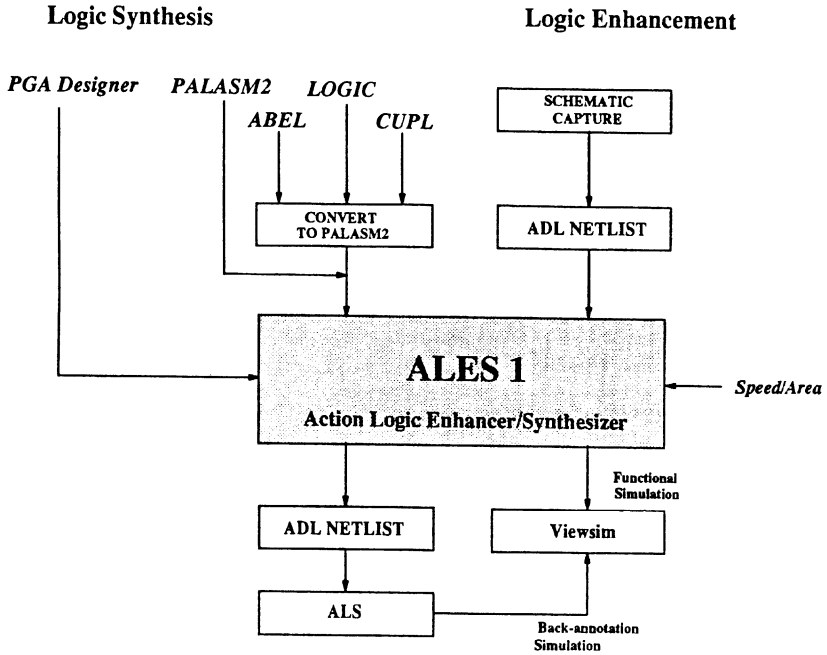 Logic Synthesis
Logic Enhancement
PGA Designer
PALASM2
LOGIC
ABEL
CUPL
SCHEMATIC
CAPTURE
CONVERT
TO PALASM2
ADL NETLIST
ALES 1
Action Logic Enhancer/Synthesizer
Speed/Area
Functional
Simulation
ADL NETLIST
Viewsim
ALS
Back-annotation
Simulation